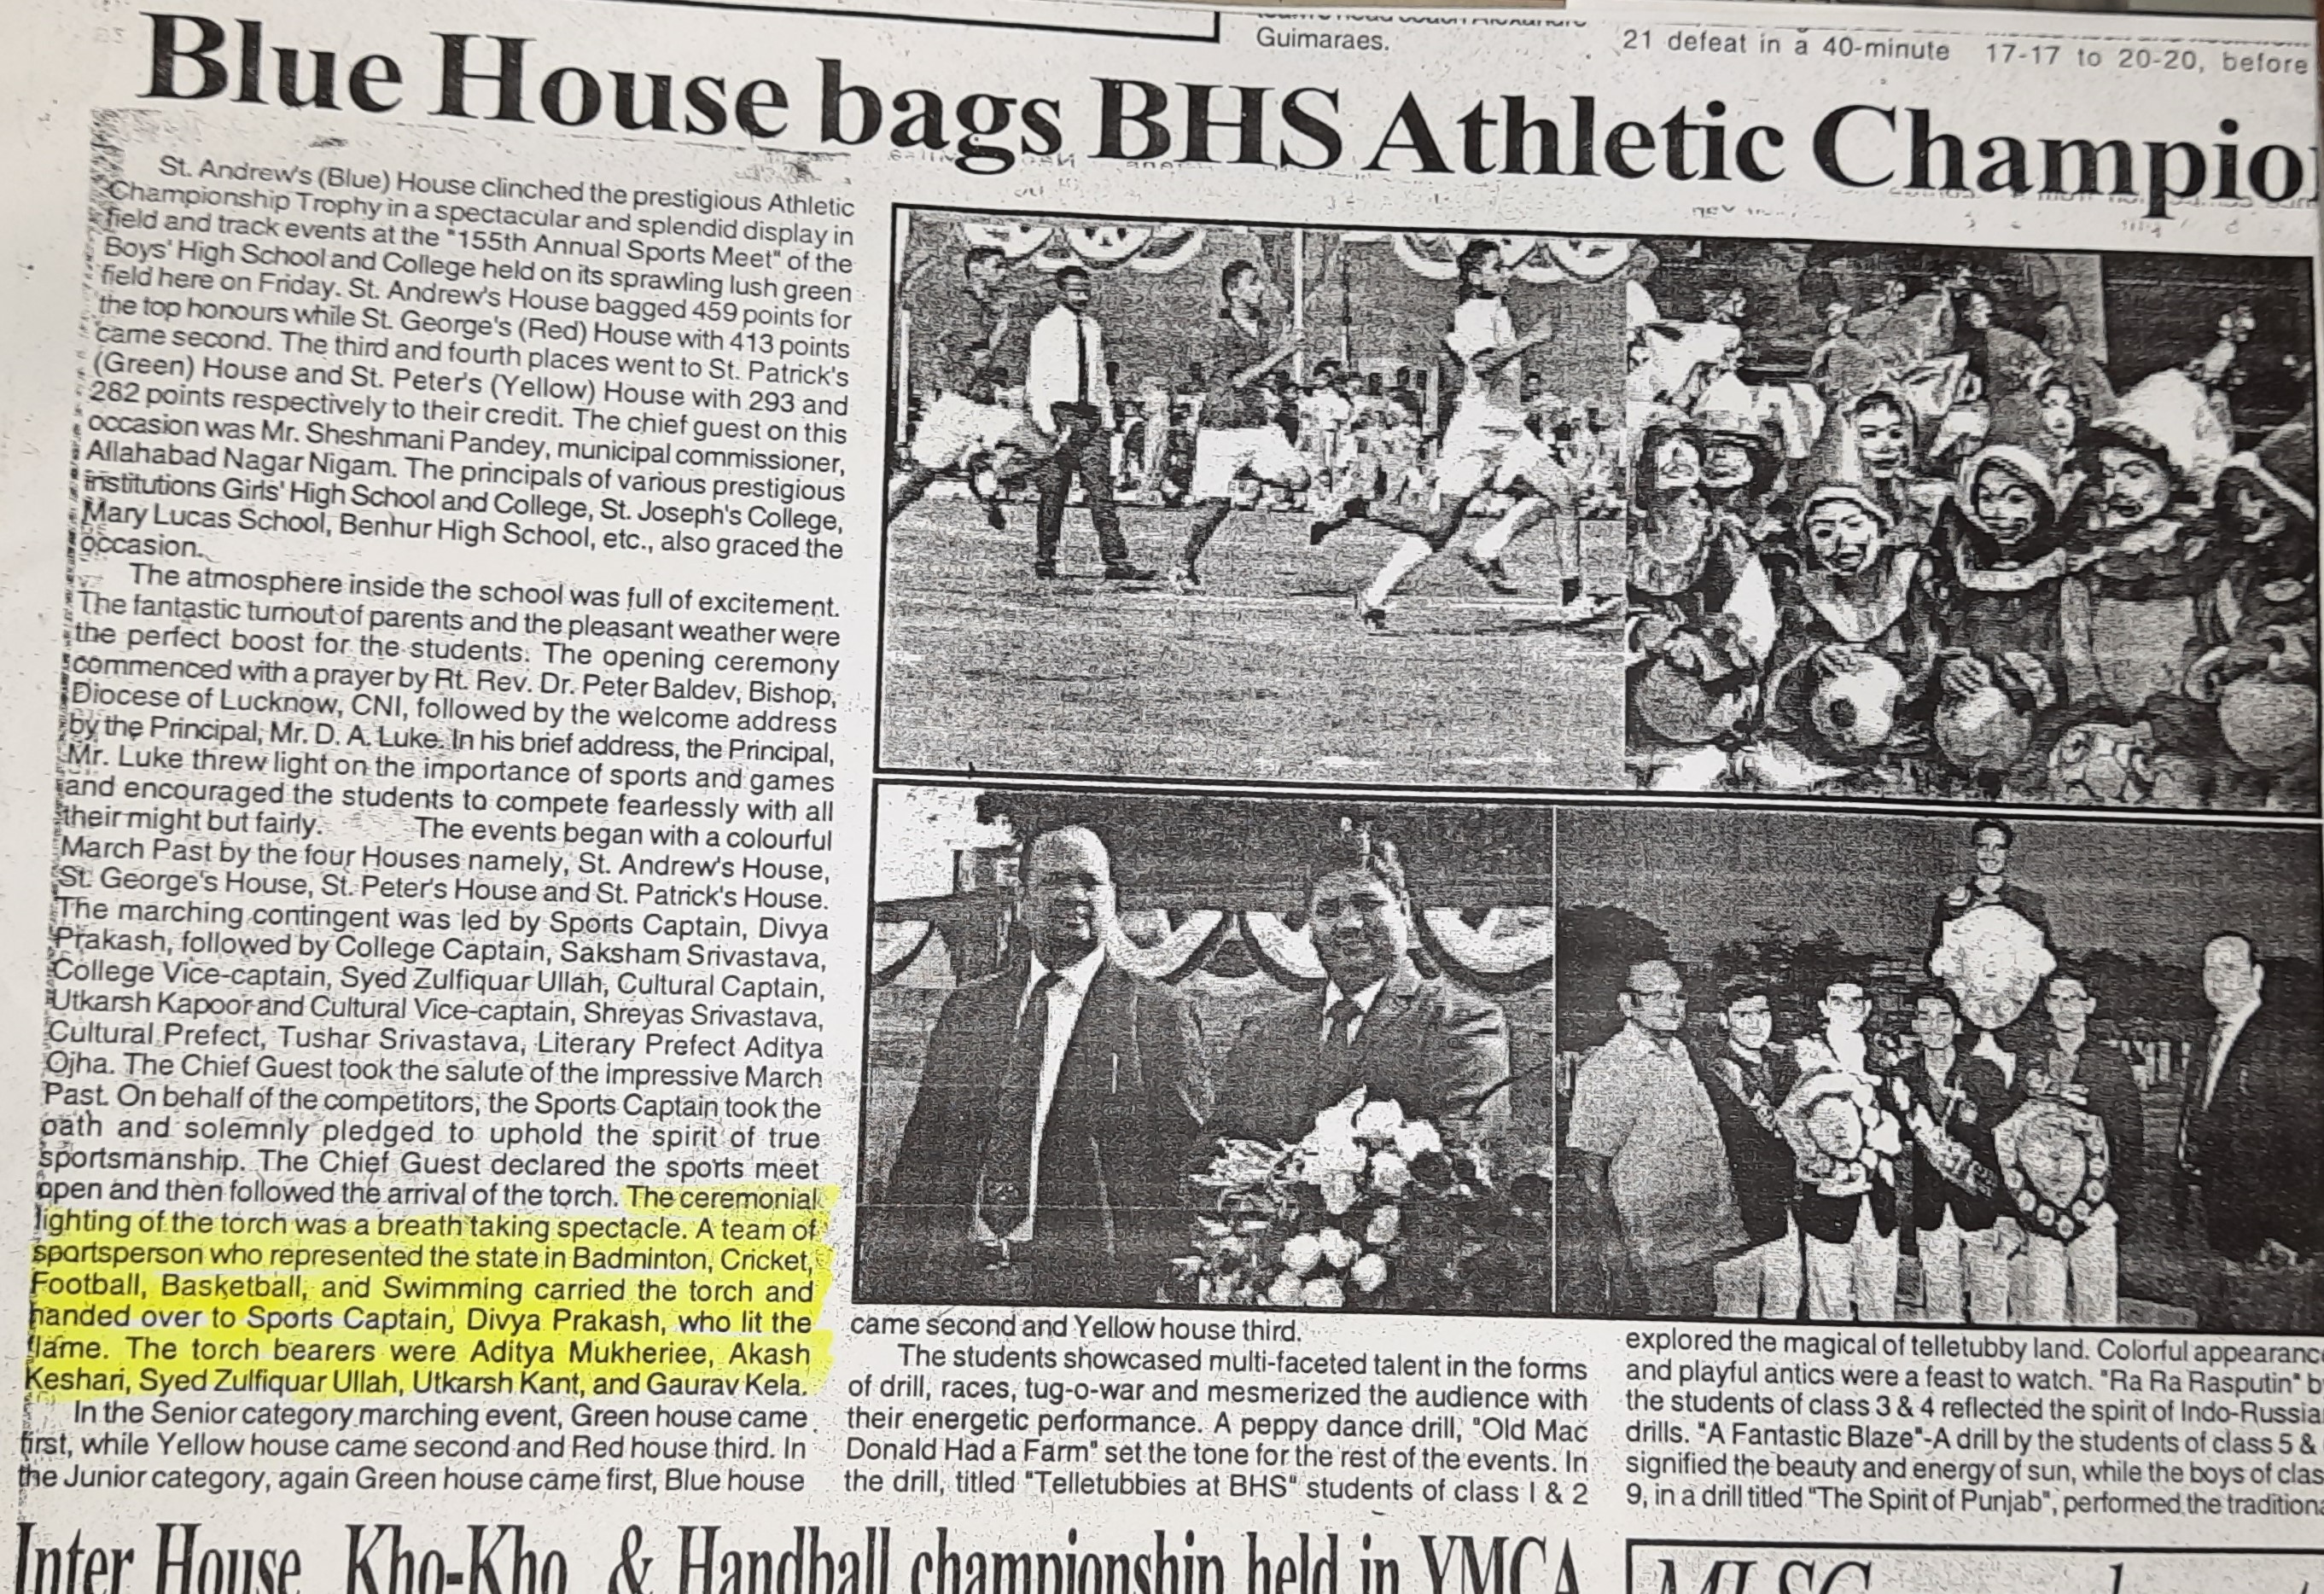 Guimaraes.
21 defeat in a 40-minute
17-17 to 20-20, before
Blue House bags BHS Athletic Champio
St. Andrew's (Blue) House clinched the prestigious Athletic
Championship Trophy in a spectacular and splendid display in
field and track events at the "155th Annual Sports Meet" of the
Boys' High School and College held on its sprawling lush green
field here on Friday. St. Andrew's House bagged 459 points for
the top honours while St. George's (Red) House with 413 points
came second. The third and fourth places went to St. Patrick's
(Green) House and St. Peter's (Yellow) House with 293 and
282 points respectively to their credit. The chief guest on this
occasion was Mr. Sheshmani Pandey, municipal commissioner,
Allahabad Nagar Nigam. The principals of various prestigious
institutions Girls' High School and College, St. Joseph's College,
Mary Lucas School, Benhur High School, etc., also graced the
occasion.
The atmosphere inside the school was full of excitement.
The fantastic turnout of parents and the pleasant weather were
the perfect boost for the students. The opening ceremony
commenced with a prayer by Rt. Rev. Dr. Peter Baldev, Bishop,
Diocese of Lucknow, CNI, followed by the welcome address
by the Principal, Mr. D. A. Luke. In his brief address, the Principal,
Mr. Luke threw light on the importance of sports and games
and encouraged the students to compete fearlessly with all
their might but fairly. The events began with a colourful
March Past by the four Houses namely, St. Andrew's House,
St. George's House, St. Peter's House and St. Patrick's House.
The marching contingent was led by Sports Captain, Divya
Prakash, followed by College Captain, Saksham Srivastava,
College Vice-captain, Syed Zulfiquar Ullah, Cultural Captain,
Utkarsh Kapoor and Cultural Vice-captain, Shreyas Srivastava,
Cultural Prefect, Tushar Srivastava, Literary Prefect Aditya
Ojha. The Chief Guest took the salute of the impressive March
Past. On behalf of the competitors, the Sports Captain took the
oath and solemnly pledged to uphold the spirit of true
sportsmanship. The Chief Guest declared the sports meet
open and then followed the arrival of the torch. The ceremonial
lighting of the torch was a breath taking spectacle. A team of
sportsperson who represented the state in Badminton, Cricket,
Football, Basketball, and Swimming carried the torch and
handed over to Sports Captain, Divya Prakash, who lit the
flame. The torch bearers were Aditya Mukheriee, Akash
Keshari, Syed Zulfiquar Ullah, Utkarsh Kant, and Gaurav Kela.
In the Senior category marching event, Green house came
first, while Yellow house came second and Red house third. In
the Junior category, again Green house came first, Blue house
came second and Yellow house third.
The students showcased multi-faceted talent in the forms
of drill, races, tug-o-war and mesmerized the audience with
their energetic performance. A peppy dance drill, "Old Mac
Donald Had a Farm" set the tone for the rest of the events. In
the drill, titled "Telletubbies at BHS" students of class I & 2
explored the magical of telletubby land. Colorful appearanc
and playful antics were a feast to watch. "Ra Ra Rasputin" b
the students of class 3 & 4 reflected the spirit of Indo-Russia
drills. "A Fantastic Blaze"-A drill by the students of class 5 &
signified the beauty and energy of sun, while the boys of clas
9, in a drill titled "The Spirit of Punjab", performed the tradition
Inter House Kho-Kho & Handball championship held in YMCA